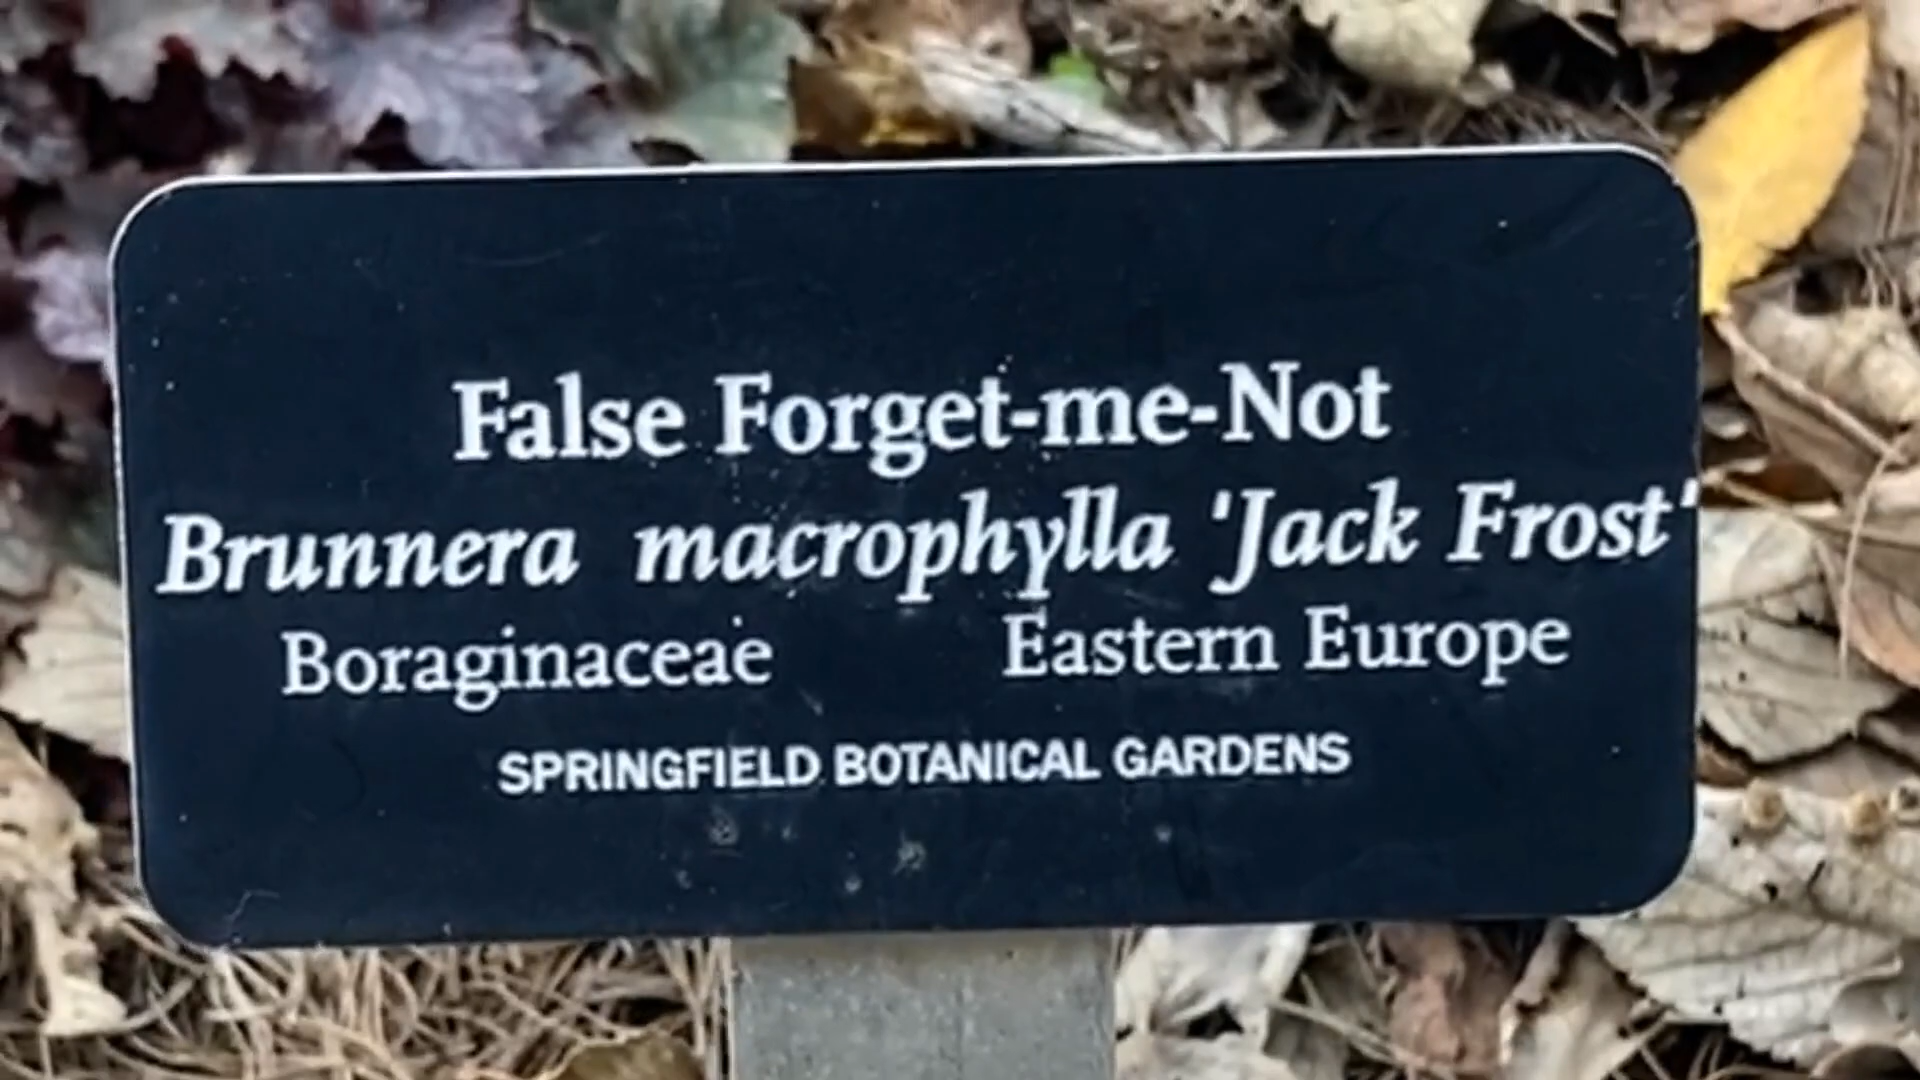 False Forget-me-Not
Brunnera macrophylla 'Jack Frost'
Boraginaceae Eastern Europe
SPRINGFIELD BOTANICAL GARDENS